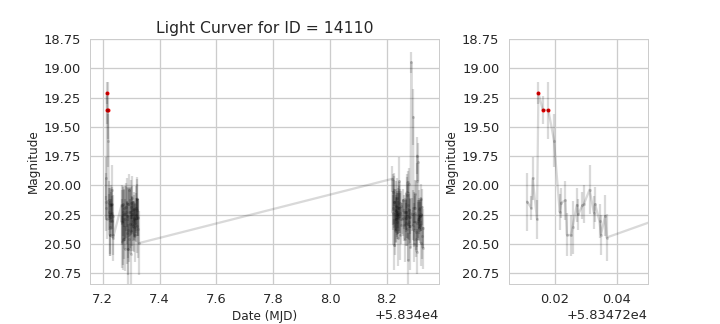 Light Curver for ID = 14110
18.75
19.00
19.25
19.50
19.75
20.00
20.25
20.50
20.75
Magnitude
7.2 7.4 7.6 7.8 8.0 8.2
Date (MJD)
+5.834e4
18.75
19.00
19.25
19.50
19.75
20.00
20.25
20.50
20.75
Magnitude
0.02 0.04
+5.83472e4